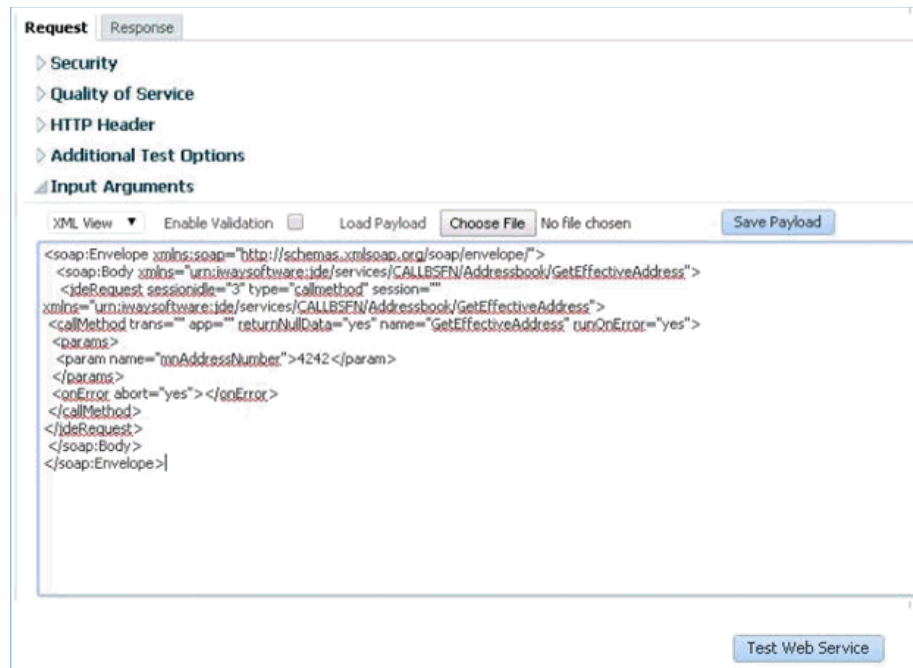 Request Response
Security
Quality of Service
HTTP Header
Additional Test Options
Input Arguments
XML View Enable Validation Load Payload Choose File No file chosen Save Payload
<soap:Envelope xmlns:soap="http://schemas.xmlsoap.org/soap/envelope/">
<soap:Body xmlns="urn:iwaysoftware:jde/services/CALLBSFN/Addressbook/GetEffectiveAddress">
<jdeRequest sessionidle="3" type="callmethod" session=""
xmlns="urn:iwaysoftware:jde/services/CALLBSFN/Addressbook/GetEffectiveAddress">
<callMethod trans="" app="" returnNullData="yes" name="GetEffectiveAddress" runOnError="yes">
<params>
<param name="mnAddressNumber">4242</param>
</params>
<onError abort="yes"></onError>
</callMethod>
</jdeRequest>
</soap:Body>
</soap:Envelope>
Test Web Service